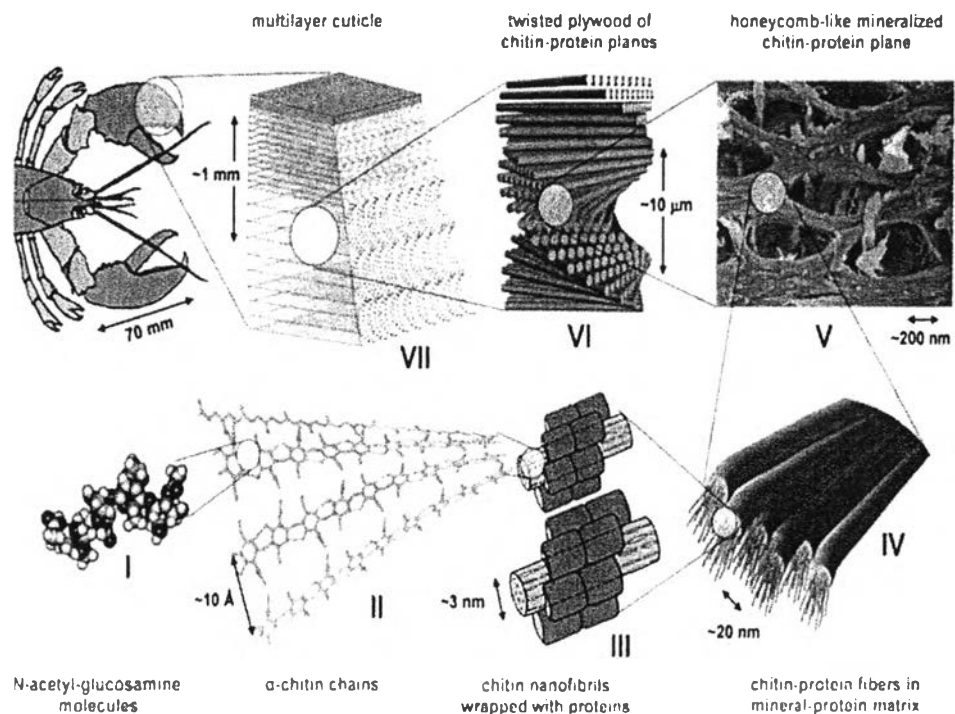 multilayer cuticle
twisted plywood of
chitin-protein planes
honeycomb-like mineralized
chitin-protein plane
~1 mm
~10 µm
70 mm
VII
VI
V
~200 nm
I
~10 Å
II
~3 nm
III
IV
~20 nm
N-acetyl-glucosamine
molecules
α-chitin chains
chitin nanofibrils
wrapped with proteins
chitin-protein fibers in
mineral-protein matrix